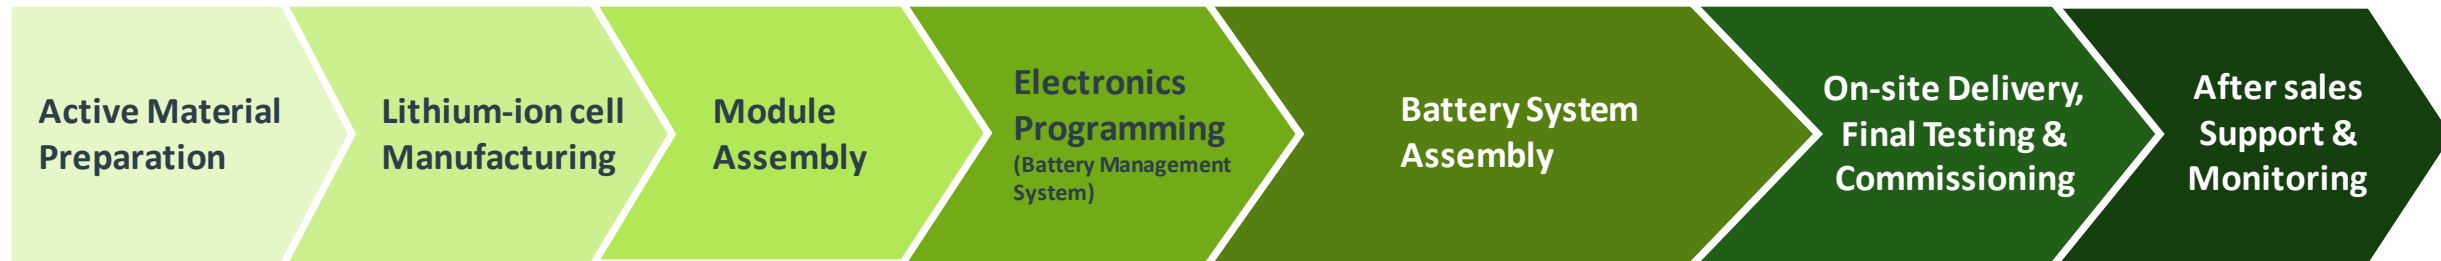 Active Material
Preparation
Lithium-ion cell
Manufacturing
Module
Assembly
Electronics
Programming
(Battery Management
System)
Battery System
Assembly
On-site Delivery,
Final Testing &
Commissioning
After sales
Support &
Monitoring